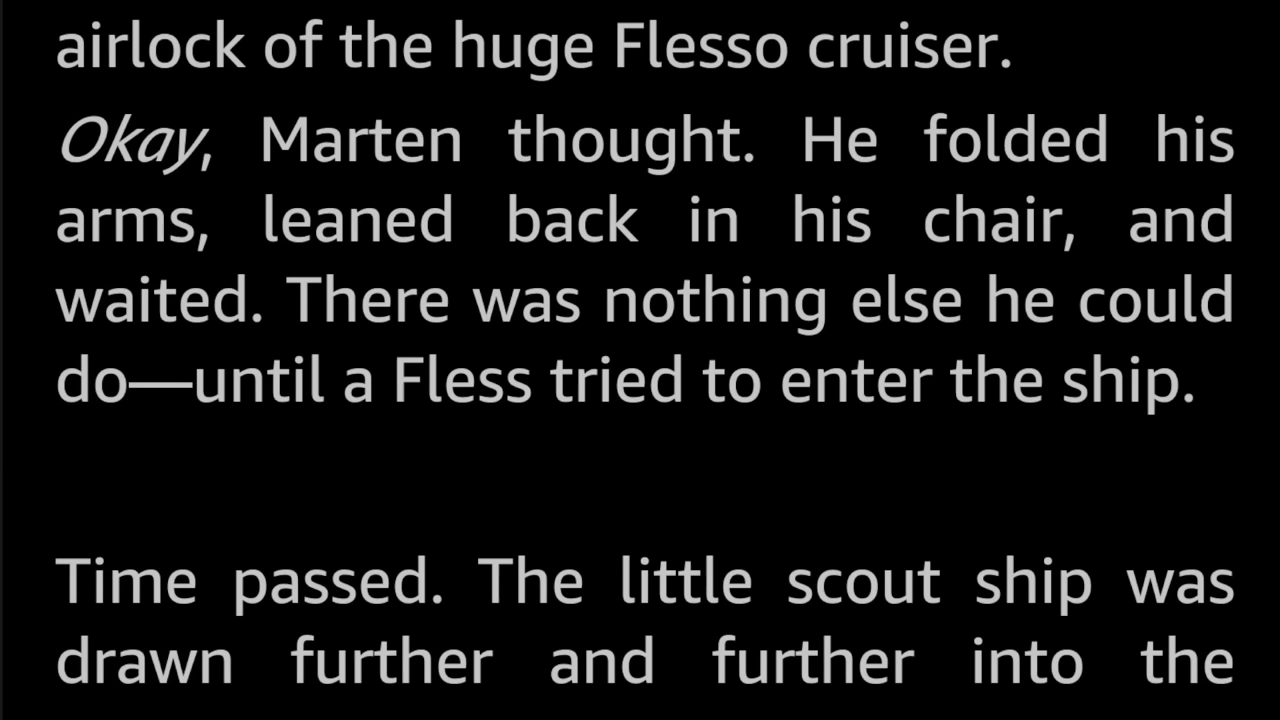 airlock of the huge Flesso cruiser.
Okay, Marten thought. He folded his
arms, leaned back in his chair, and
waited. There was nothing else he could
do—until a Fless tried to enter the ship.
Time passed. The little scout ship was
drawn further and further into the